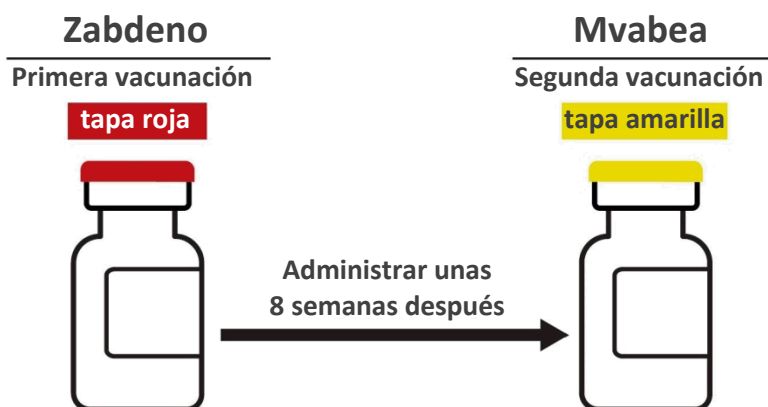 Zabdeno
Primera vacunación
tapa roja
Mvabea
Segunda vacunación
tapa amarilla
Administrar unas
8 semanas después